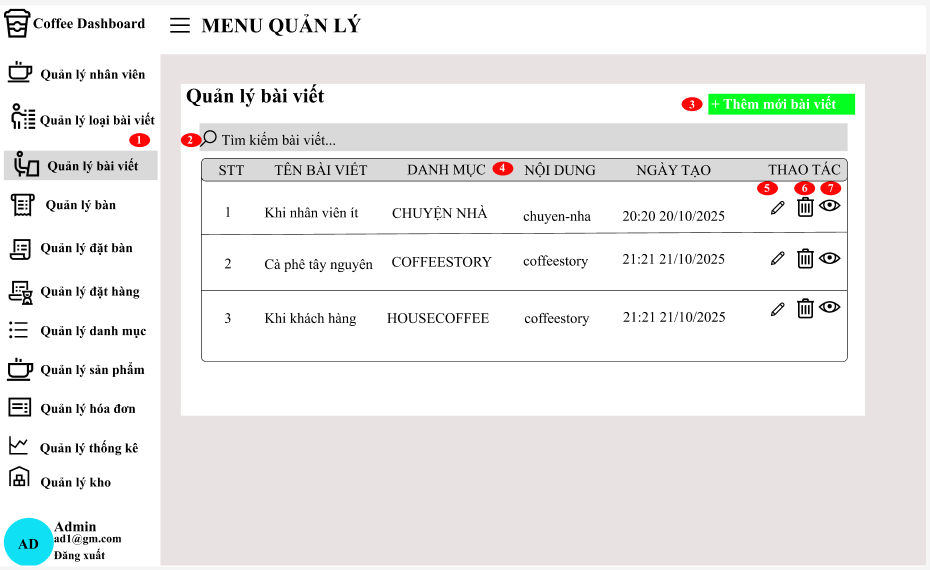 Coffee Dashboard
MENU QUẢN LÝ
Quản lý nhân viên
Quản lý loại bài viết
1
Quản lý bài viết
Quản lý bàn
Quản lý đặt bàn
Quản lý đặt hàng
Quản lý danh mục
Quản lý sản phẩm
Quản lý hóa đơn
Quản lý thống kê
Quản lý kho
AD
Admin
ad1@gm.com
Đăng xuất
Quản lý bài viết
3 + Thêm mới bài viết
2 Tìm kiếm bài viết...
STT TÊN BÀI VIẾT DANH MỤC 4 NỘI DUNG NGÀY TẠO THAO TÁC
5 6 7
1 Khi nhân viên ít CHUYỆN NHÀ chuyen-nha 20:20 20/10/2025
2 Cà phê tây nguyên COFFEESTORY coffeestory 21:21 21/10/2025
3 Khi khách hàng HOUSECOFFEE coffeestory 21:21 21/10/2025